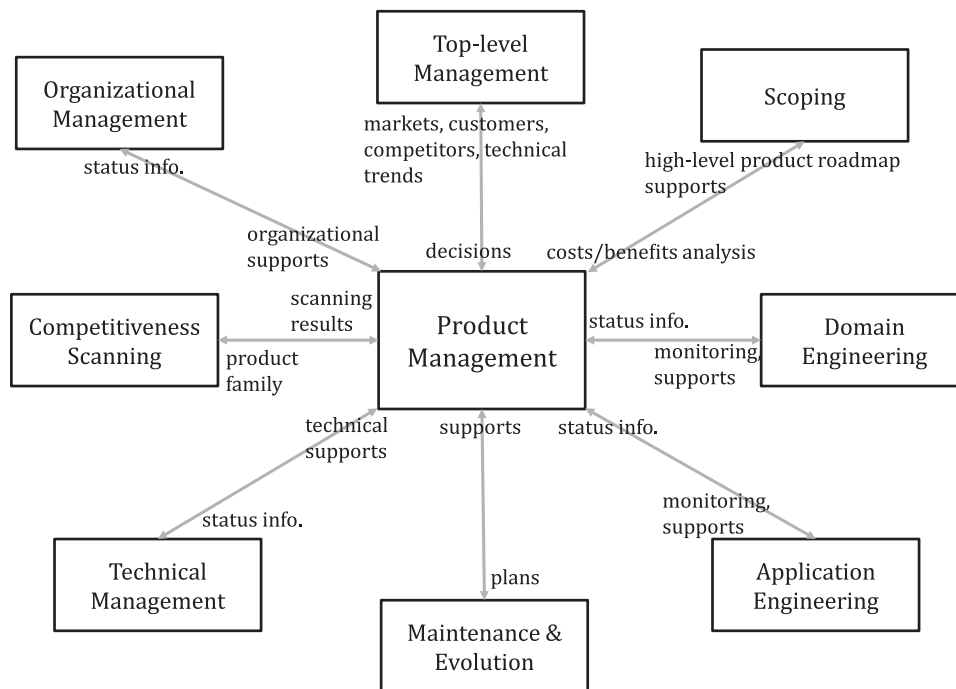 Top-level
Management
Organizational
Management
Scoping
markets, customers,
competitors, technical
trends
status info.
high-level product roadmap
supports
organizational
supports
decisions
costs/benefits analysis
scanning
results
Competitiveness
Scanning
Product
Management
status info.
Domain
Engineering
product
family
monitoring,
supports
technical
supports
supports
status info.
status info.
monitoring,
supports
Technical
Management
plans
Application
Engineering
Maintenance &
Evolution